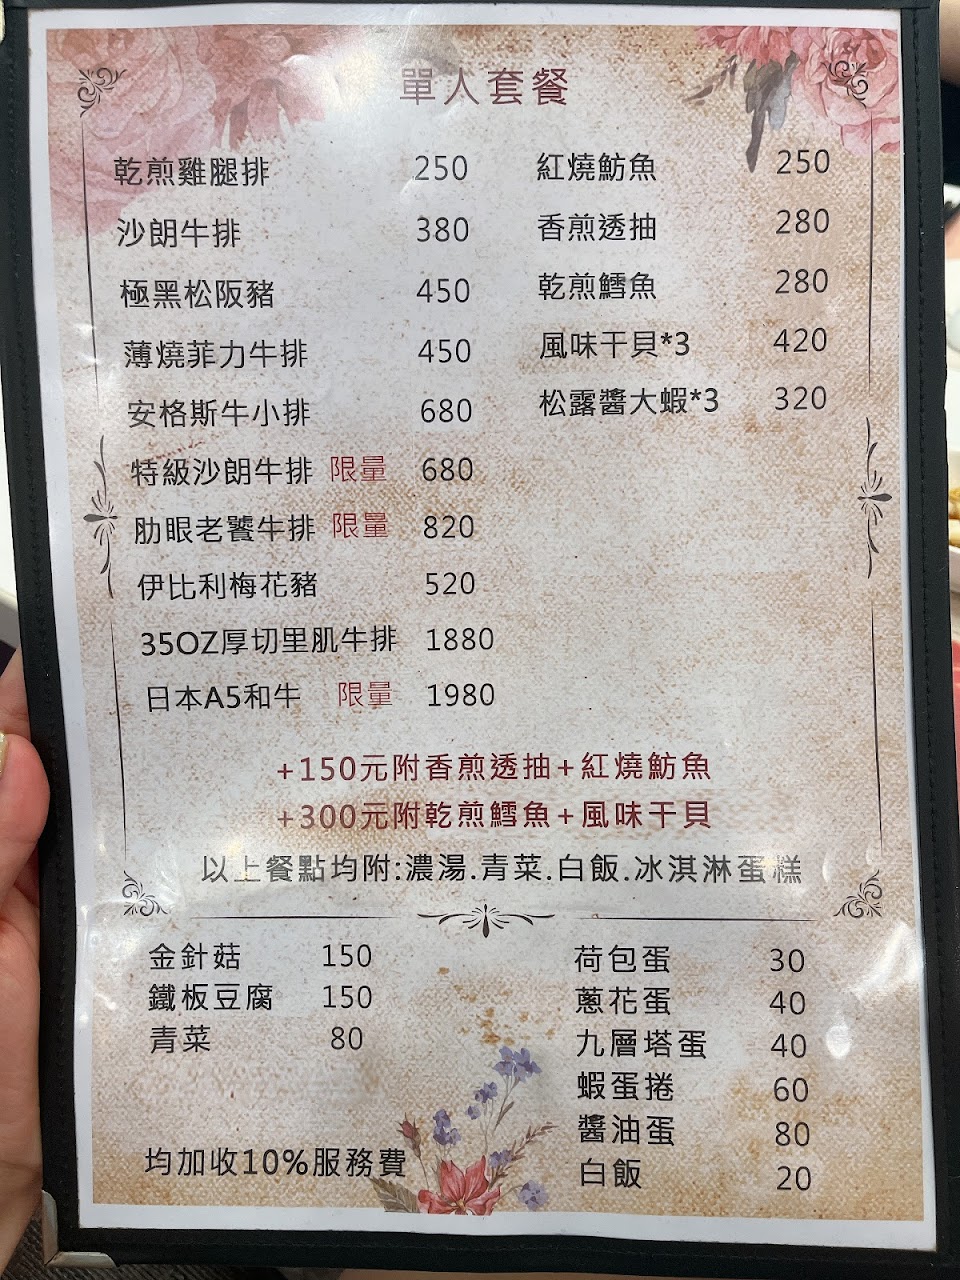 單人套餐
乾煎雞腿排 250
沙朗牛排 380
極黑松阪豬 450
薄燒菲力牛排 450
安格斯牛小排 680
特級沙朗牛排 限量 680
肋眼老饕牛排 限量 820
伊比利梅花豬 520
35OZ厚切里肌牛排 1880
日本A5和牛 限量 1980
紅燒魴魚 250
香煎透抽 280
乾煎鱈魚 280
風味干貝*3 420
松露醬大蝦*3 320
+150元附香煎透抽+紅燒魴魚
+300元附乾煎鱈魚+風味干貝
以上餐點均附:濃湯.青菜.白飯.冰淇淋蛋糕
金針菇 150
鐵板豆腐 150
青菜 80
荷包蛋 30
蔥花蛋 40
九層塔蛋 40
蝦蛋捲 60
醬油蛋 80
白飯 20
均加收10%服務費